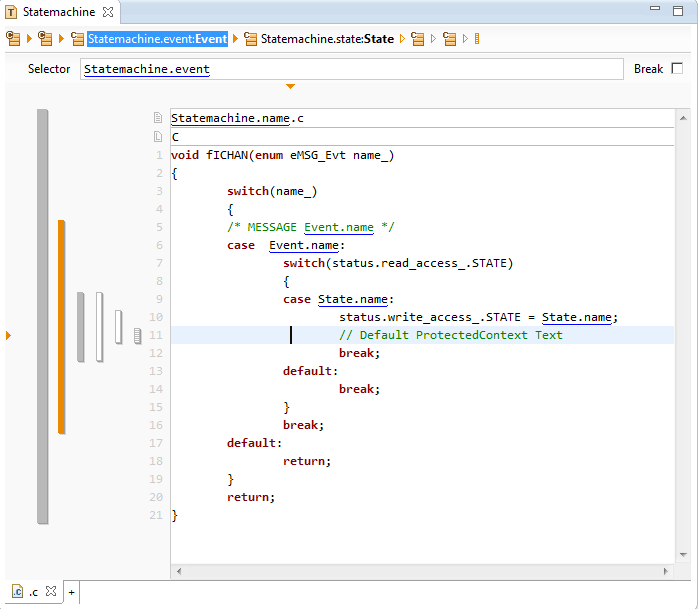 Statemachine
Statemachine.event:Event Statemachine.state:State
Selector Statemachine.event Break
Statemachine.name.c
C
1 void fICHAN(enum eMSG_Evt name_)
2 {
3 switch(name_)
4 {
5 /* MESSAGE Event.name */
6 case Event.name:
7 switch(status.read_access_.STATE)
8 {
9 case State.name:
10 status.write_access_.STATE = State.name;
11 // Default ProtectedContext Text
12 break;
13 default:
14 break;
15 }
16 break;
17 default:
18 return;
19 }
20 return;
21 }
.c +